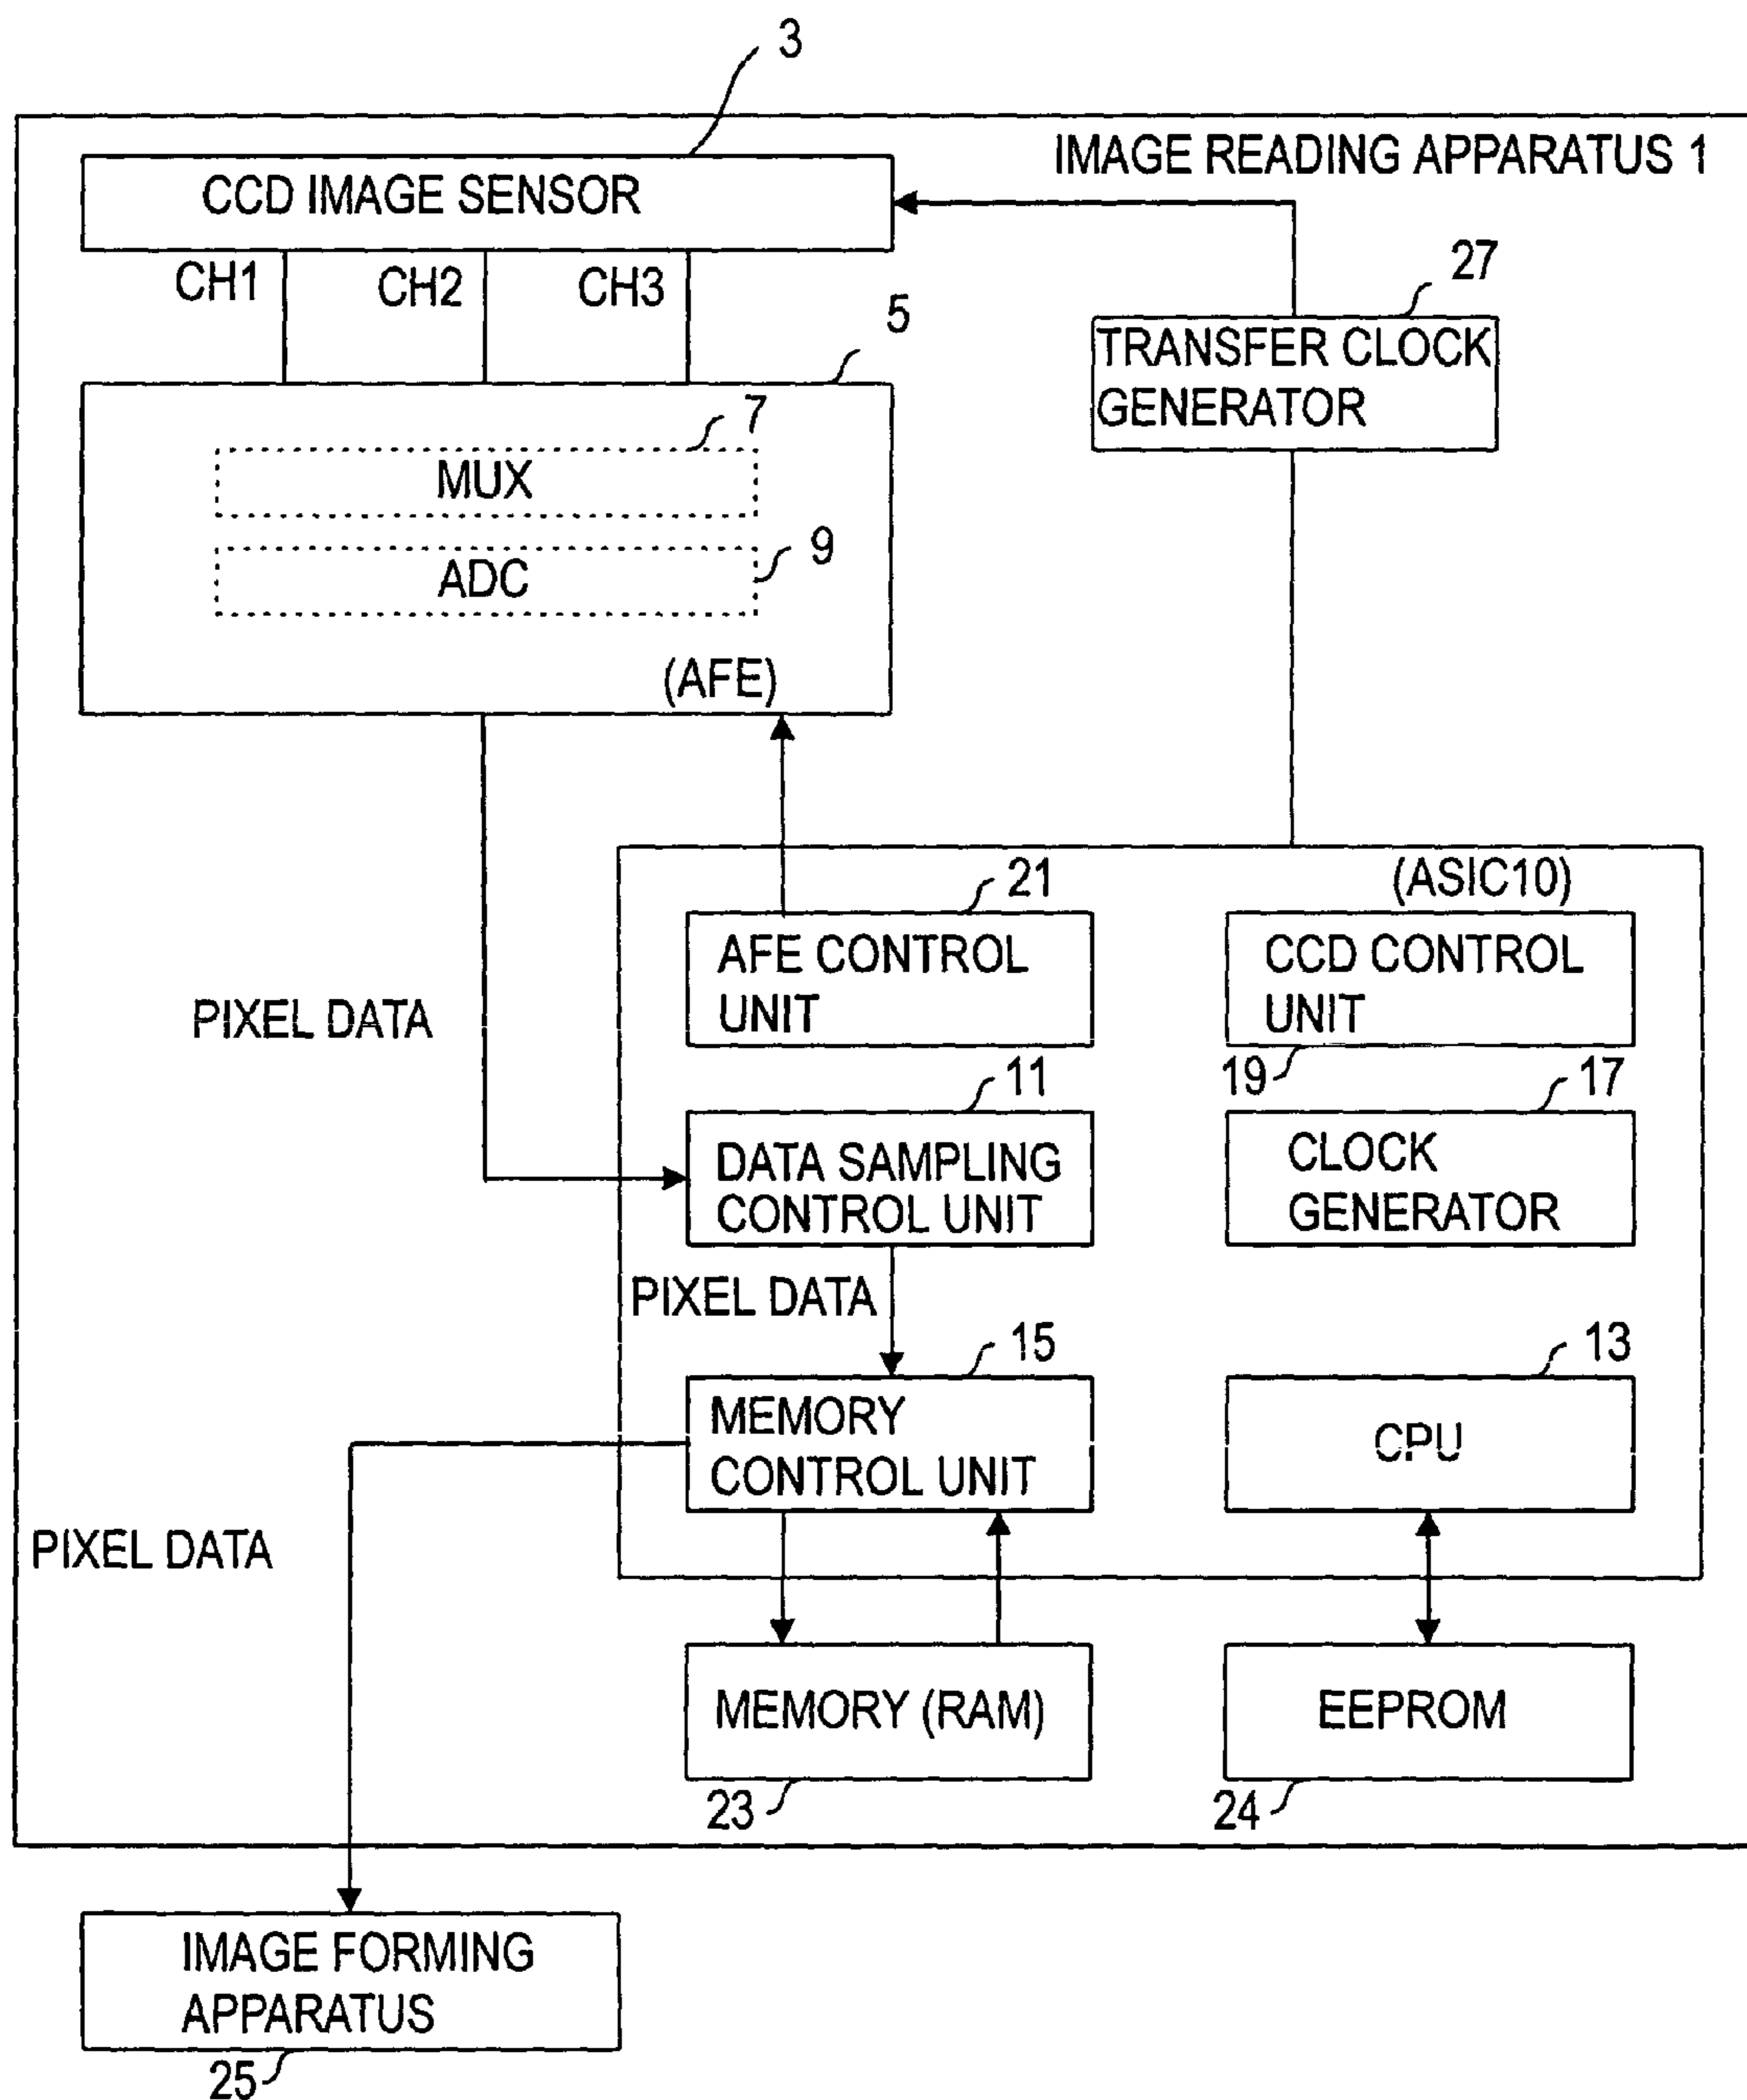 3
IMAGE READING APPARATUS 1
CCD IMAGE SENSOR
CH1
CH2
CH3
27
5
TRANSFER CLOCK
GENERATOR
7
MUX
9
ADC
(AFE)
(ASIC10)
21
AFE CONTROL
UNIT
CCD CONTROL
UNIT
19
PIXEL DATA
11
17
DATA SAMPLING
CONTROL UNIT
CLOCK
GENERATOR
PIXEL DATA
15
13
MEMORY
CONTROL UNIT
CPU
PIXEL DATA
MEMORY (RAM)
EEPROM
23
24
IMAGE FORMING
APPARATUS
25